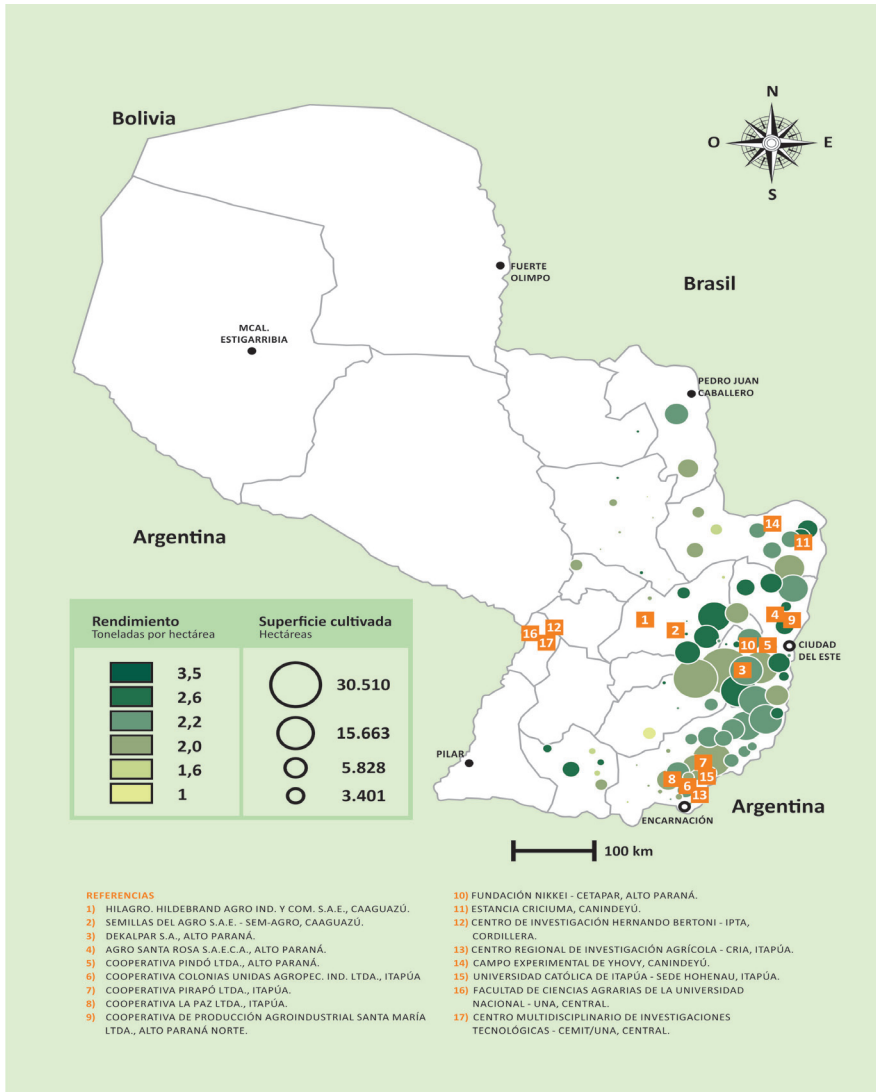 N
O
E
S
Bolivia
FUERTE
OLIMPO
Brasil
MCAL.
ESTIGARRIBIA
PEDRO JUAN
CABALLERO
Argentina
14
11
Rendimiento
Toneladas por hectárea
3,5
2,6
2,2
2,0
1,6
1
Superficie cultivada
Hectáreas
30.510
15.663
5.828
3.401
1
2
12
16
17
4
9
10
5
3
CIUDAD
DEL ESTE
PILAR
7
8
15
6
13
ENCARNACIÓN
Argentina
100 km
REFERENCIAS
1) HILAGRO. HILDEBRAND AGRO IND. Y COM. S.A.E., CAAGUAZÚ.
2) SEMILLAS DEL AGRO S.A.E. - SEM-AGRO, CAAGUAZÚ.
3) DEKALPAR S.A., ALTO PARANÁ.
4) AGRO SANTA ROSA S.A.E.C.A., ALTO PARANÁ.
5) COOPERATIVA PINDÓ LTDA., ALTO PARANÁ.
6) COOPERATIVA COLONIAS UNIDAS AGROPEC. IND. LTDA., ITAPÚA
7) COOPERATIVA PIRAPÓ LTDA., ITAPÚA.
8) COOPERATIVA LA PAZ LTDA., ITAPÚA.
9) COOPERATIVA DE PRODUCCIÓN AGROINDUSTRIAL SANTA MARÍA
LTDA., ALTO PARANÁ NORTE.
10) FUNDACIÓN NIKKEI - CETAPAR, ALTO PARANÁ.
11) ESTANCIA CRICIUMA, CANINDEYÚ.
12) CENTRO DE INVESTIGACIÓN HERNANDO BERTONI - IPTA,
CORDILLERA.
13) CENTRO REGIONAL DE INVESTIGACIÓN AGRÍCOLA - CRIA, ITAPÚA.
14) CAMPO EXPERIMENTAL DE YHOVY, CANINDEYÚ.
15) UNIVERSIDAD CATÓLICA DE ITAPÚA - SEDE HOHENAU, ITAPÚA.
16) FACULTAD DE CIENCIAS AGRARIAS DE LA UNIVERSIDAD
NACIONAL - UNA, CENTRAL.
17) CENTRO MULTIDISCIPLINARIO DE INVESTIGACIONES
TECNOLÓGICAS - CEMIT/UNA, CENTRAL.